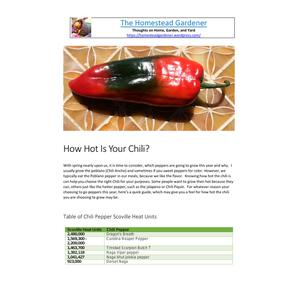 The Homestead Gardener
Thoughts on Home, Garden, and Yard
https://homesteadgardener.wordpress.com/
How Hot Is Your Chili?
With spring nearly upon us, it is time to consider, which peppers are going to grow this year and why. I
usually grow the poblano (Chili Ancho) and sometimes if you sweet peppers for color. However, we
typically eat the Poblano pepper in our meals, because we like the flavor. Knowing how hot the chili is
can help you choose the right Chili for your purposes. Some people want to grow their hot because they
can, others just like the hotter pepper, such as the jalapeno or Chili Piquin. For whatever reason your
choosing to go peppers this year, here's a quick guide, which may give you a feel for how hot the chili
you are choosing to grow may be.
Table of Chili Pepper Scoville Heat Units
Scoville Heat Units Chili Pepper
2,480,000 Dragon's Breath
1,569,300 - Carolina Reaper Pepper
2,200,000
1,463,700 Trinidad Scorpion Butch T
1,382,118 Naga Viper Pepper
1,041,427 Naga Bhut Jolokia pepper
923,000 Dorset Naga